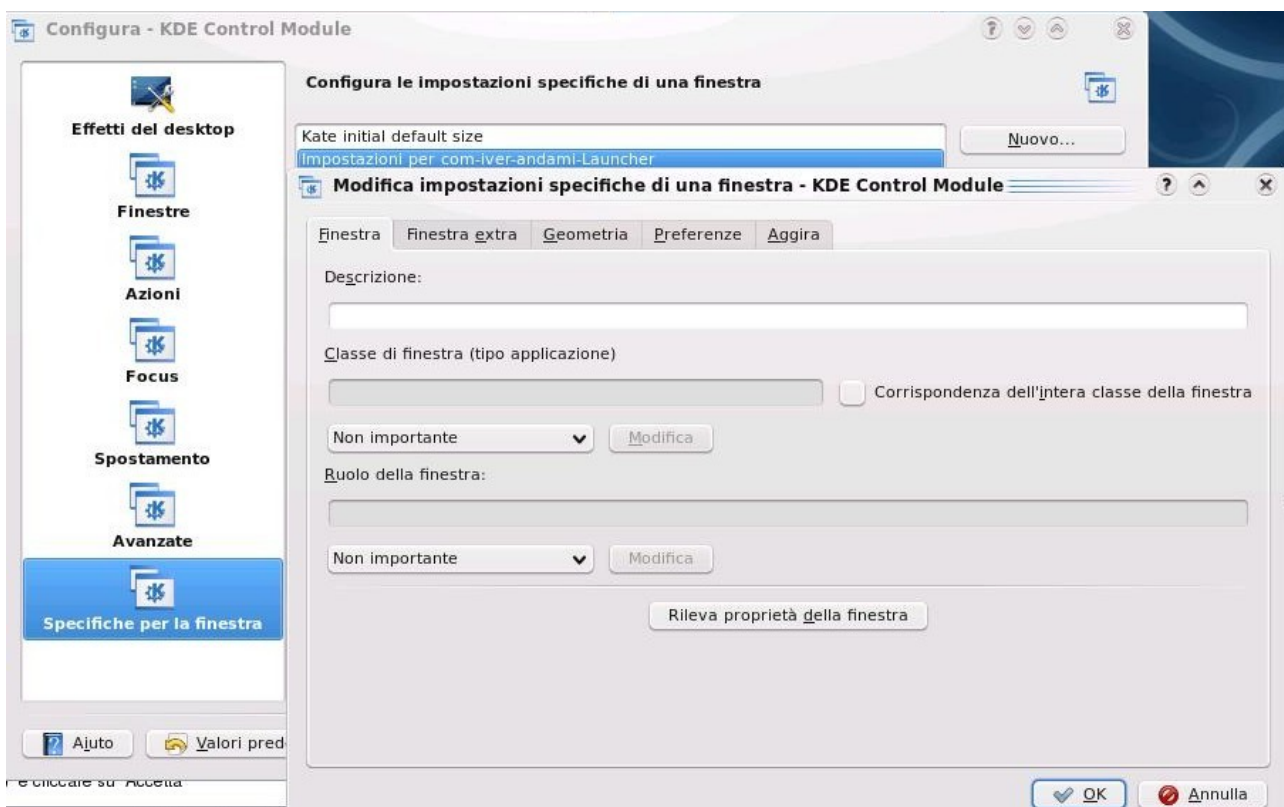 Configura - KDE Control Module
Effetti del desktop
Finestre
Azioni
Focus
Spostamento
Avanzate
Specifiche per la finestra
Configura le impostazioni specifiche di una finestra
Kate initial default size
Impostazioni per com-iver-andami-Launcher
Nuovo...
Modifica impostazioni specifiche di una finestra - KDE Control Module
Finestra Finestra extra Geometria Preferenze Aggira
Descrizione:
Classe di finestra (tipo applicazione)
Corrispondenza dell'intera classe della finestra
Non importante Modifica
Ruolo della finestra:
Non importante Modifica
Rileva proprietà della finestra
Aiuto Valori pred
e cliccare su "Accetta"
OK Annulla